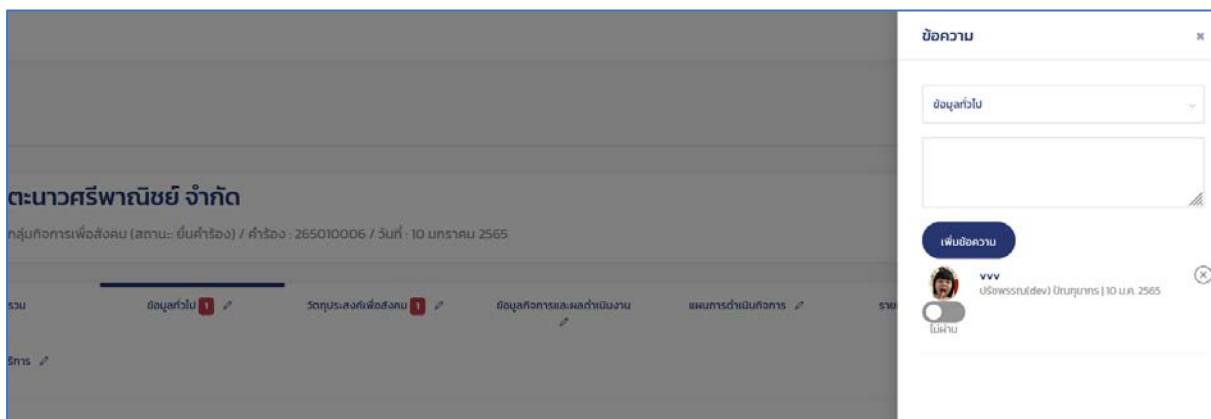 ข้อความ
ข้อมูลทั่วไป
เพิ่มข้อความ
vvv
ปรัชพรรณ(dev) ปัณฑุยากร | 10 ม.ค. 2565
ไม่ผ่าน
ตะนาวศรีพาณิชย์ จำกัด
กลุ่มกิจการเพื่อสังคม (สถานะ: ยื่นคำร้อง) / คำร้อง : 265010006 / วันที่ : 10 มกราคม 2565
รวม ข้อมูลทั่วไป 1 วัตถุประสงค์เพื่อสังคม 1 ข้อมูลกิจการและผลดำเนินงาน แผนการดำเนินกิจการ ราย
ริการ